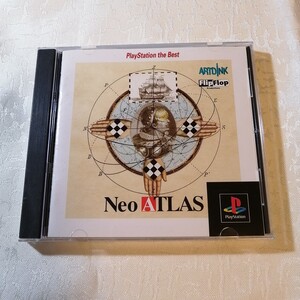 PlayStation the Best
ARTDINK
FlipFlop
Neo ATLAS
PlayStation